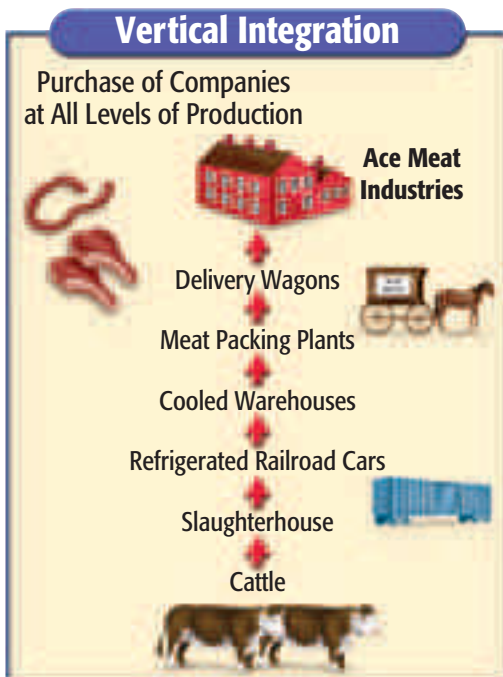 Vertical Integration
Purchase of Companies
at All Levels of Production
Ace Meat
Industries
Delivery Wagons
Meat Packing Plants
Cooled Warehouses
Refrigerated Railroad Cars
Slaughterhouse
Cattle